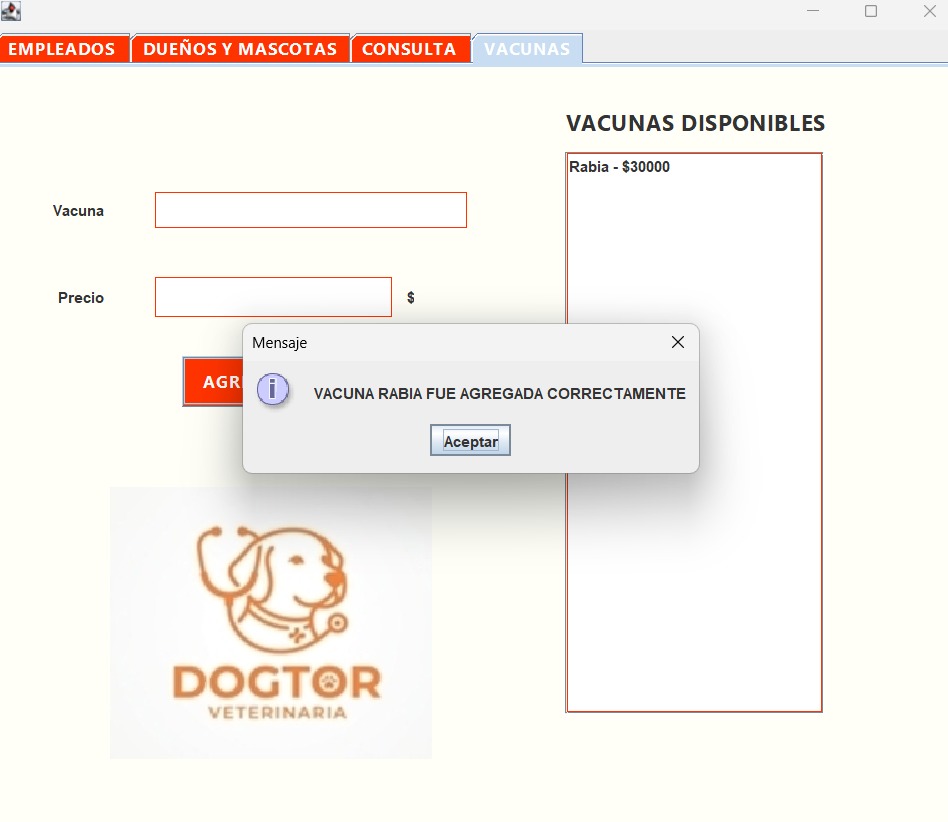 EMPLEADOS
DUEÑOS Y MASCOTAS
CONSULTA
VACUNAS
VACUNAS DISPONIBLES
Rabia - $30000
Vacuna
Precio
$
Mensaje
VACUNA RABIA FUE AGREGADA CORRECTAMENTE
Aceptar
DOGTOR
VETERINARIA